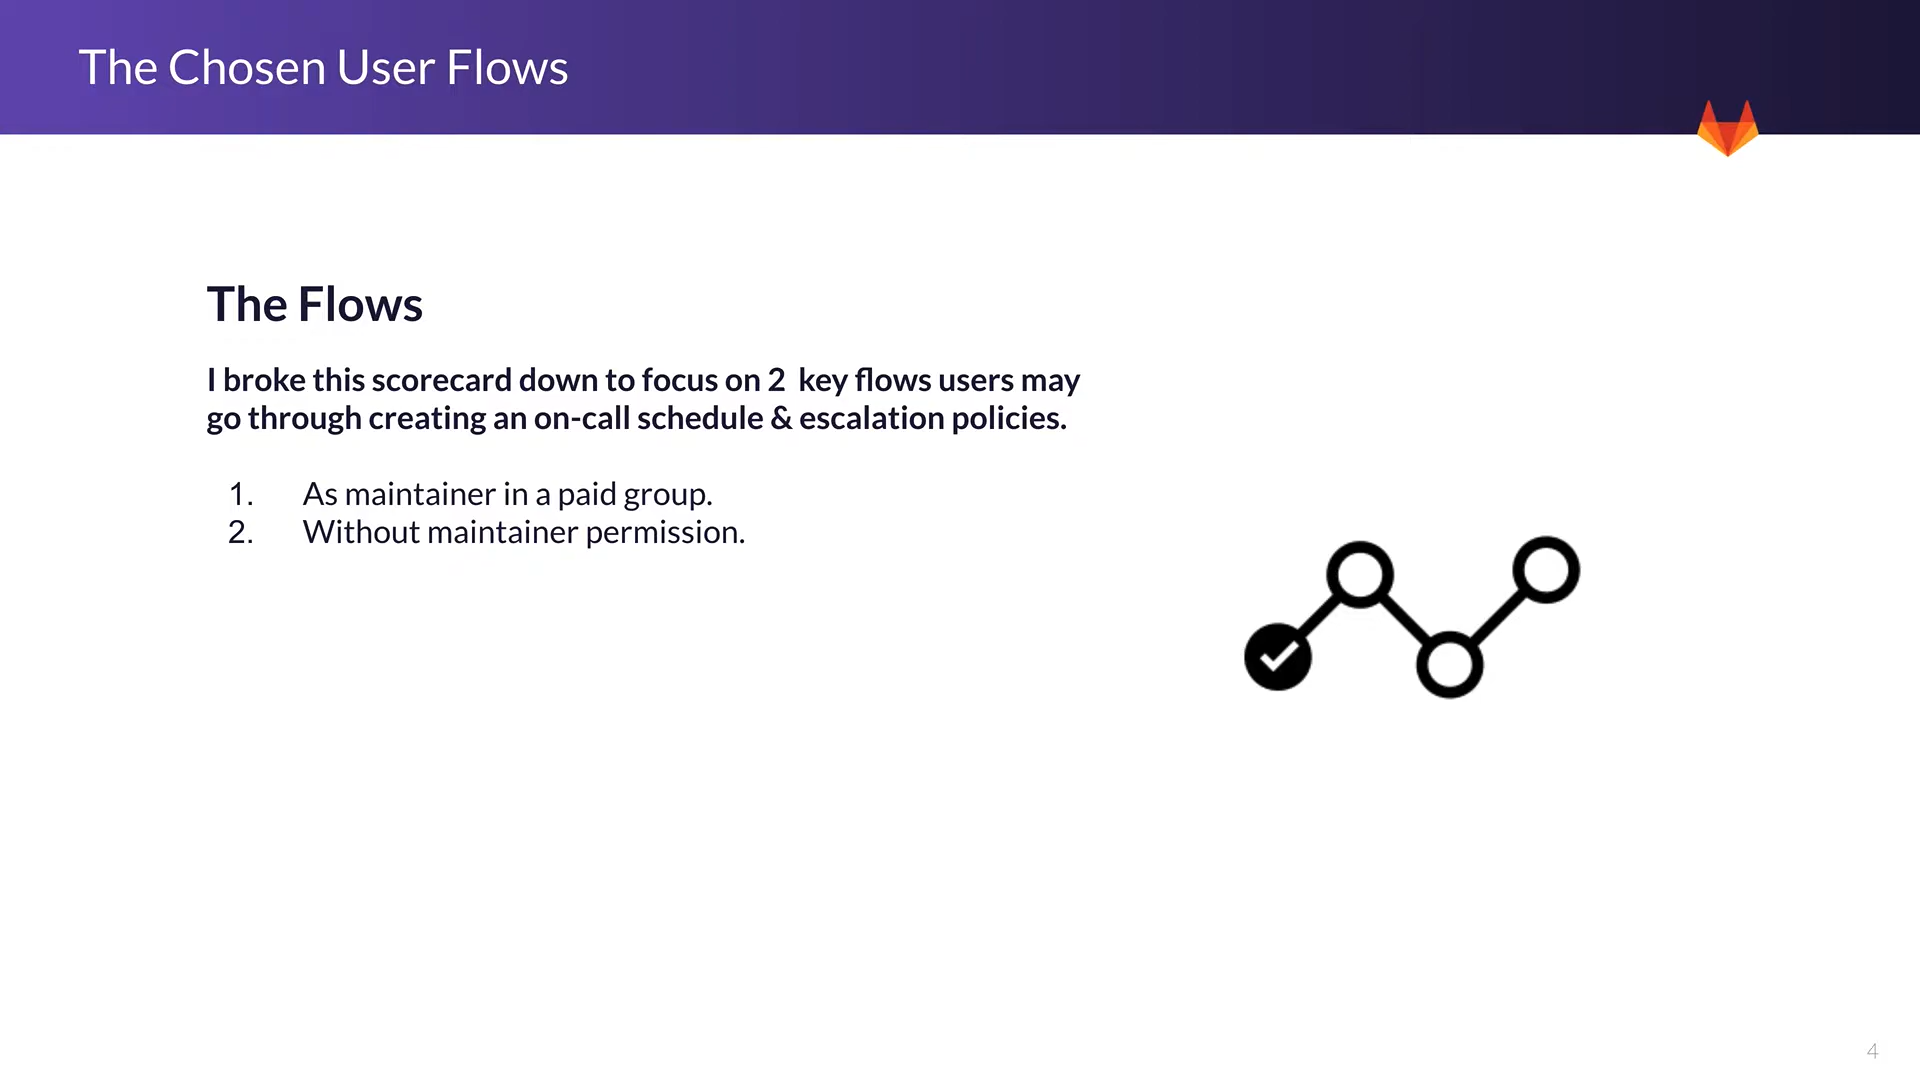 The Chosen User Flows
The Flows
I broke this scorecard down to focus on 2  key flows users may
go through creating an on-call schedule & escalation policies.
1. As maintainer in a paid group.
2. Without maintainer permission.
4